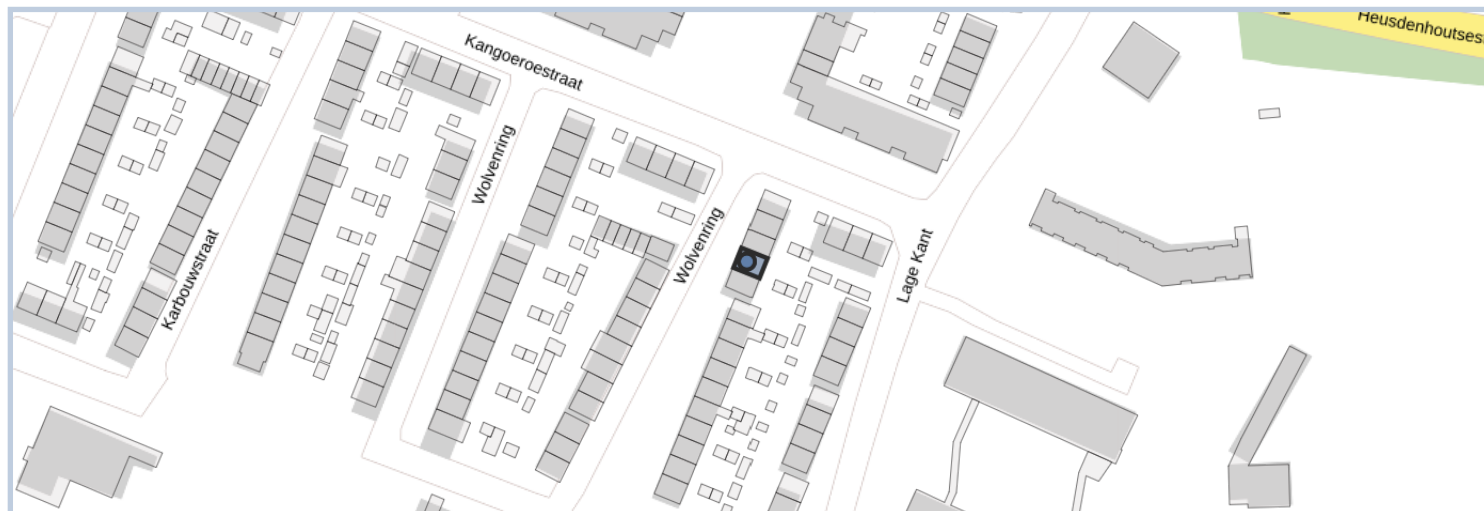 Heusdenhoutses
Kangoeroestraat
Wolvenring
Wolvenring
Karbouwstraat
Lage Kant